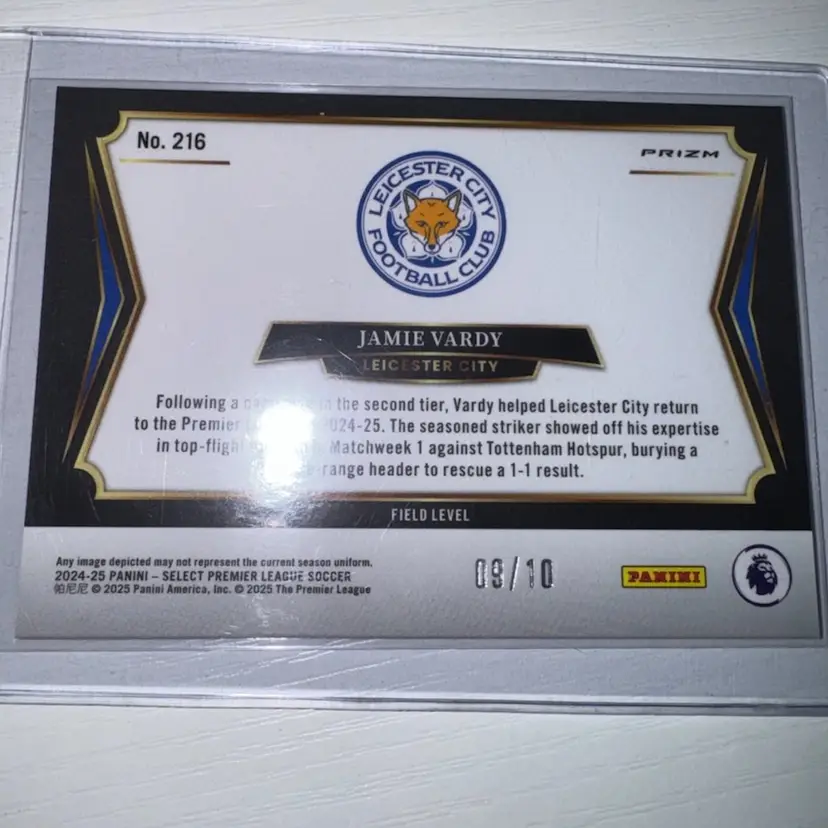 No. 216
PRIZM
LEICESTER CITY
FOOTBALL CLUB
JAMIE VARDY
LEICESTER CITY
Following a in the second tier, Vardy helped Leicester City return
to the Premier 2024-25. The seasoned striker showed off his expertise
in top-flight Matchweek 1 against Tottenham Hotspur, burying a
-range header to rescue a 1-1 result.
FIELD LEVEL
Any image depicted may not represent the current season uniform.
2024-25 PANINI – SELECT PREMIER LEAGUE SOCCER
帕尼尼 © 2025 Panini America, Inc. © 2025 The Premier League
09/10
PANINI